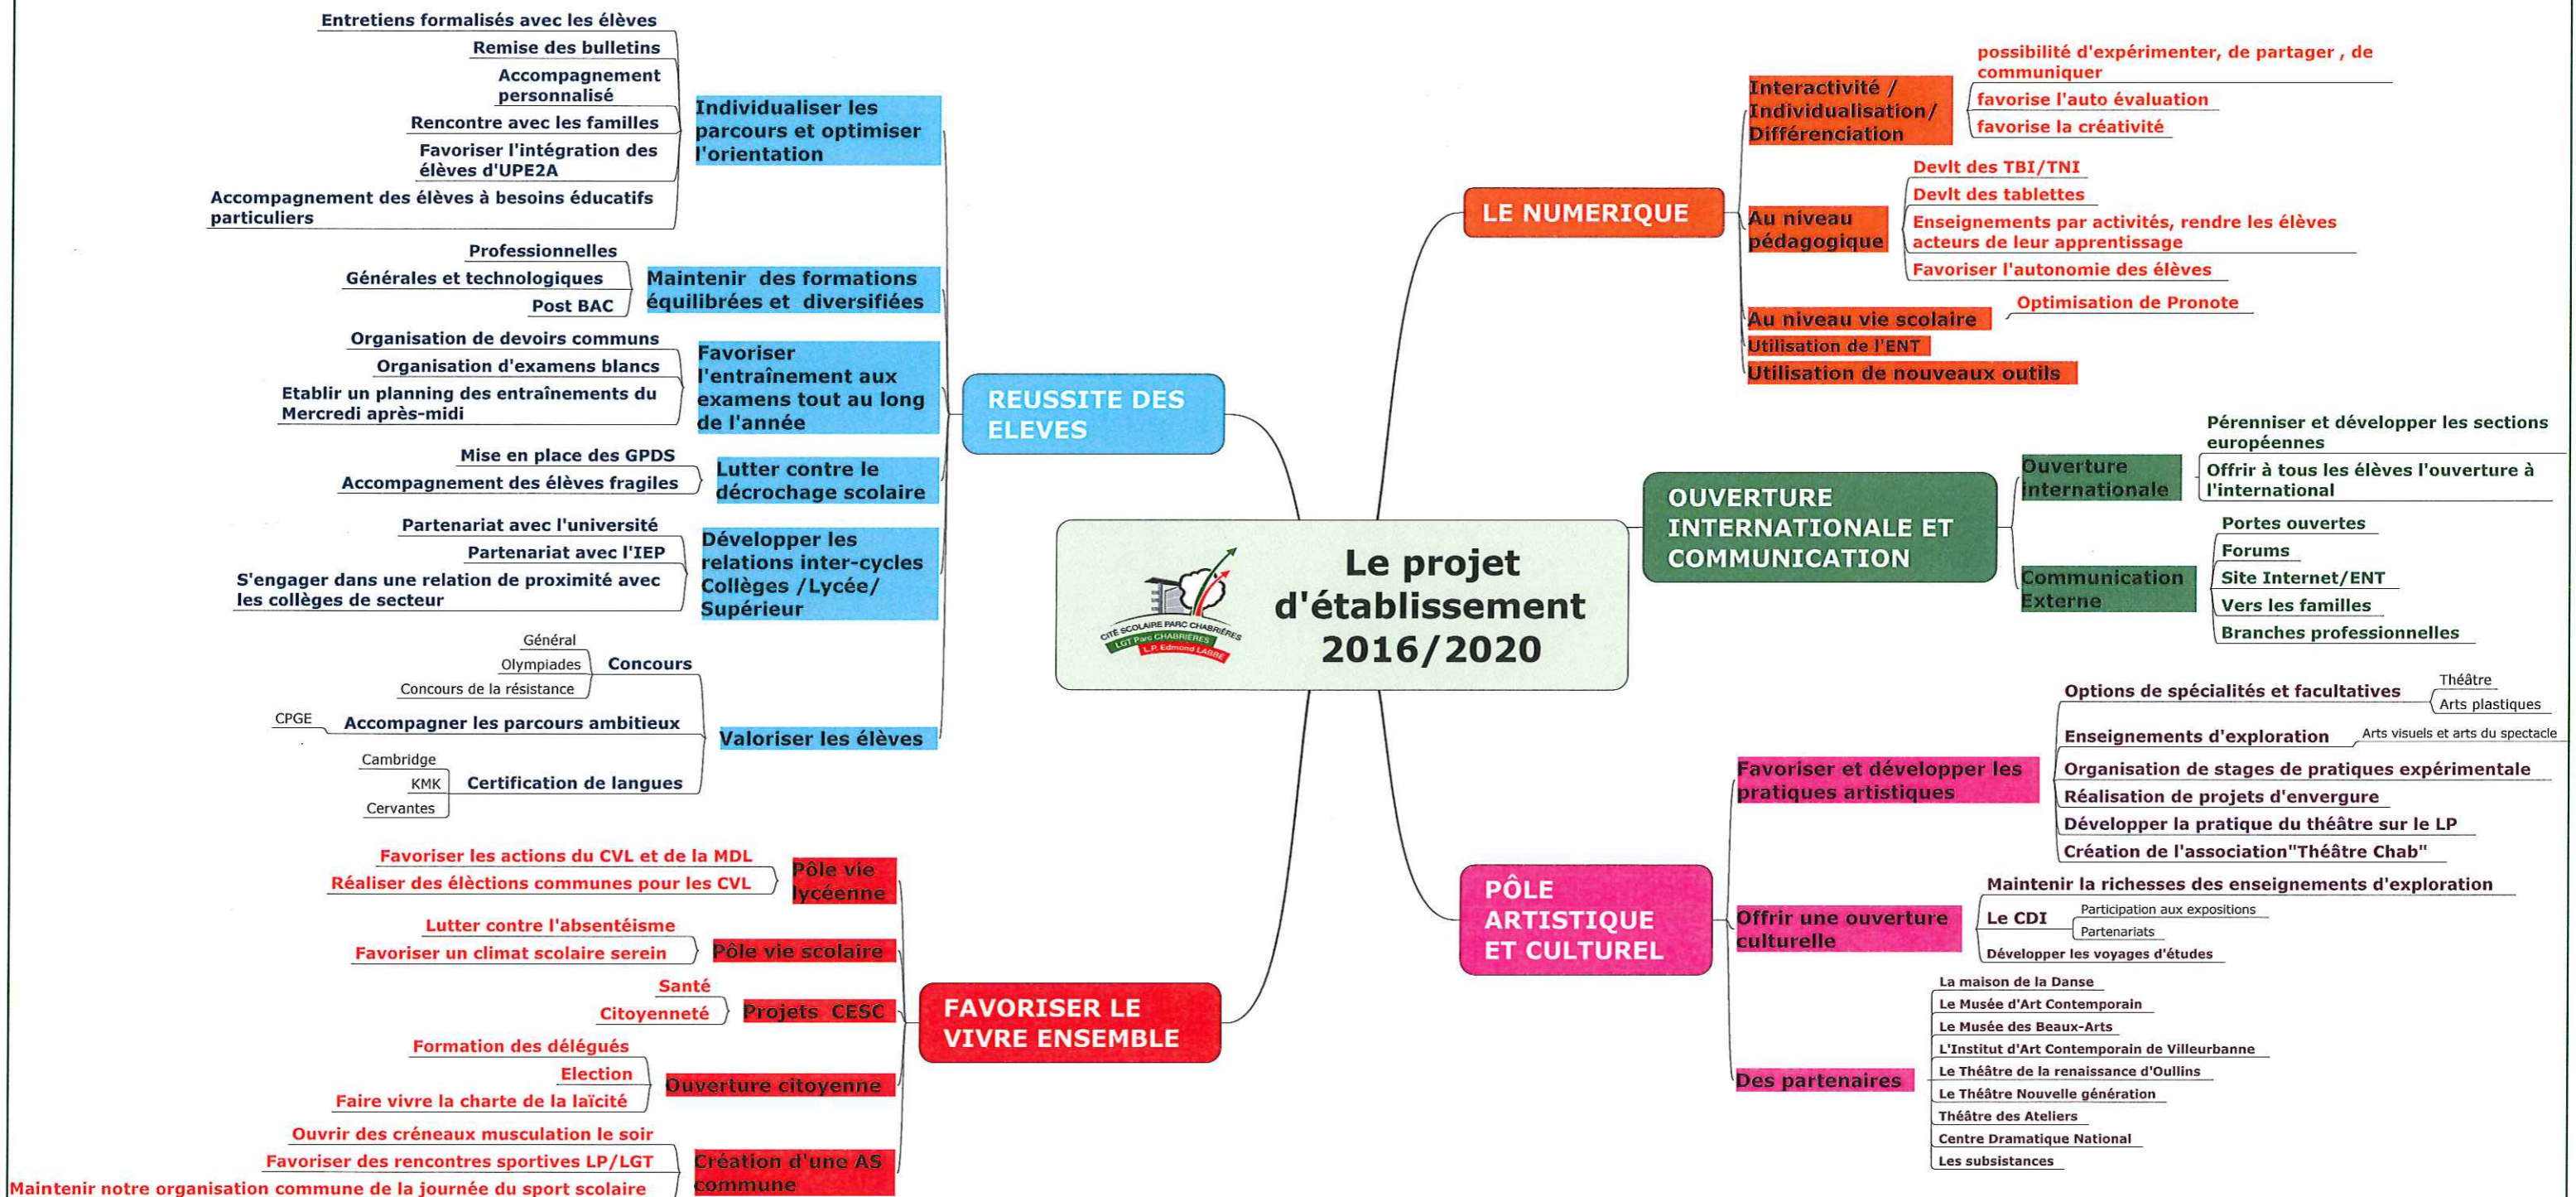 Le projet
d'établissement
2016/2020
CITÉ SCOLAIRE PARC CHABRIÈRES
LGT Parc CHABRIERES
L.P. Edmond LABBÉ
REUSSITE DES
ELEVES
Individualiser les
parcours et optimiser
l'orientation
Entretiens formalisés avec les élèves
Remise des bulletins
Accompagnement
personnalisé
Rencontre avec les familles
Favoriser l'intégration des
élèves d'UPE2A
Accompagnement des élèves à besoins éducatifs
particuliers
Maintenir des formations
équilibrées et diversifiées
Professionnelles
Générales et technologiques
Post BAC
Favoriser
l'entraînement aux
examens tout au long
de l'année
Organisation de devoirs communs
Organisation d'examens blancs
Etablir un planning des entraînements du
Mercredi après-midi
Lutter contre le
décrochage scolaire
Mise en place des GPDS
Accompagnement des élèves fragiles
Développer les
relations inter-cycles
Collèges /Lycée/
Supérieur
Partenariat avec l'université
Partenariat avec l'IEP
S'engager dans une relation de proximité avec
les collèges de secteur
Valoriser les élèves
Concours
Général
Olympiades
Concours de la résistance
Accompagner les parcours ambitieux
CPGE
Certification de langues
Cambridge
KMK
Cervantes
FAVORISER LE
VIVRE ENSEMBLE
Pôle vie
lycéenne
Favoriser les actions du CVL et de la MDL
Réaliser des élèctions communes pour les CVL
Pôle vie scolaire
Lutter contre l'absentéisme
Favoriser un climat scolaire serein
Projets CESC
Santé
Citoyenneté
Ouverture citoyenne
Formation des délégués
Election
Faire vivre la charte de la laïcité
Création d'une AS
commune
Ouvrir des créneaux musculation le soir
Favoriser des rencontres sportives LP/LGT
Maintenir notre organisation commune de la journée du sport scolaire
LE NUMERIQUE
Interactivité /
Individualisation/
Différenciation
possibilité d'expérimenter, de partager , de
communiquer
favorise l'auto évaluation
favorise la créativité
Au niveau
pédagogique
Devlt des TBI/TNI
Devlt des tablettes
Enseignements par activités, rendre les élèves
acteurs de leur apprentissage
Favoriser l'autonomie des élèves
Au niveau vie scolaire
Optimisation de Pronote
Utilisation de l'ENT
Utilisation de nouveaux outils
OUVERTURE
INTERNATIONALE ET
COMMUNICATION
Ouverture
internationale
Pérenniser et développer les sections
européennes
Offrir à tous les élèves l'ouverture à
l'international
Communication
Externe
Portes ouvertes
Forums
Site Internet/ENT
Vers les familles
Branches professionnelles
PÔLE
ARTISTIQUE
ET CULTUREL
Favoriser et développer les
pratiques artistiques
Options de spécialités et facultatives
Théâtre
Arts plastiques
Enseignements d'exploration
Arts visuels et arts du spectacle
Organisation de stages de pratiques expérimentale
Réalisation de projets d'envergure
Développer la pratique du théâtre sur le LP
Création de l'association"Théâtre Chab"
Offrir une ouverture
culturelle
Maintenir la richesses des enseignements d'exploration
Le CDI
Participation aux expositions
Partenariats
Développer les voyages d'études
Des partenaires
La maison de la Danse
Le Musée d'Art Contemporain
Le Musée des Beaux-Arts
L'Institut d'Art Contemporain de Villeurbanne
Le Théâtre de la renaissance d'Oullins
Le Théâtre Nouvelle génération
Théâtre des Ateliers
Centre Dramatique National
Les subsistances